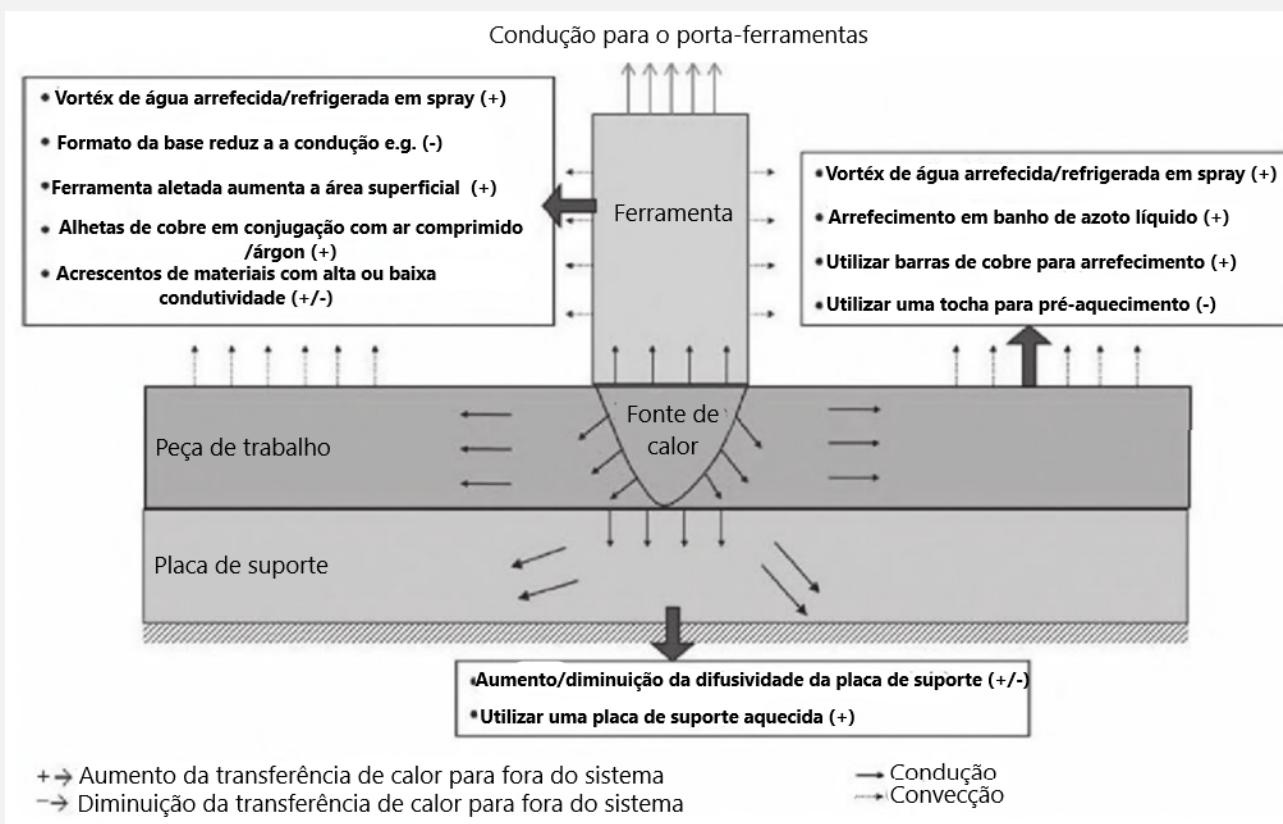 Condução para o porta-ferramentas
• Vortéx de água arrefecida/refrigerada em spray (+)
• Formato da base reduz a a condução e.g. (-)
• Ferramenta aletada aumenta a área superficial (+)
• Alhetas de cobre em conjugação com ar comprimido
/árgon (+)
• Acrescentos de materiais com alta ou baixa
condutividade (+/-)
Ferramenta
• Vortéx de água arrefecida/refrigerada em spray (+)
• Arrefecimento em banho de azoto líquido (+)
• Utilizar barras de cobre para arrefecimento (+)
• Utilizar uma tocha para pré-aquecimento (-)
Peça de trabalho
Fonte de
calor
Placa de suporte
• Aumento/diminuição da difusividade da placa de suporte (+/-)
• Utilizar uma placa de suporte aquecida (+)
+→ Aumento da transferência de calor para fora do sistema
-→ Diminuição da transferência de calor para fora do sistema
Condução
Convecção